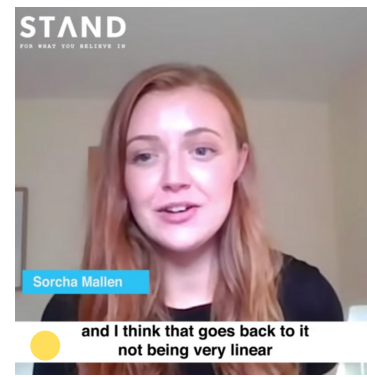 STAND
FOR WHAT YOU BELIEVE IN
Sorcha Mallen
and I think that goes back to it
not being very linear